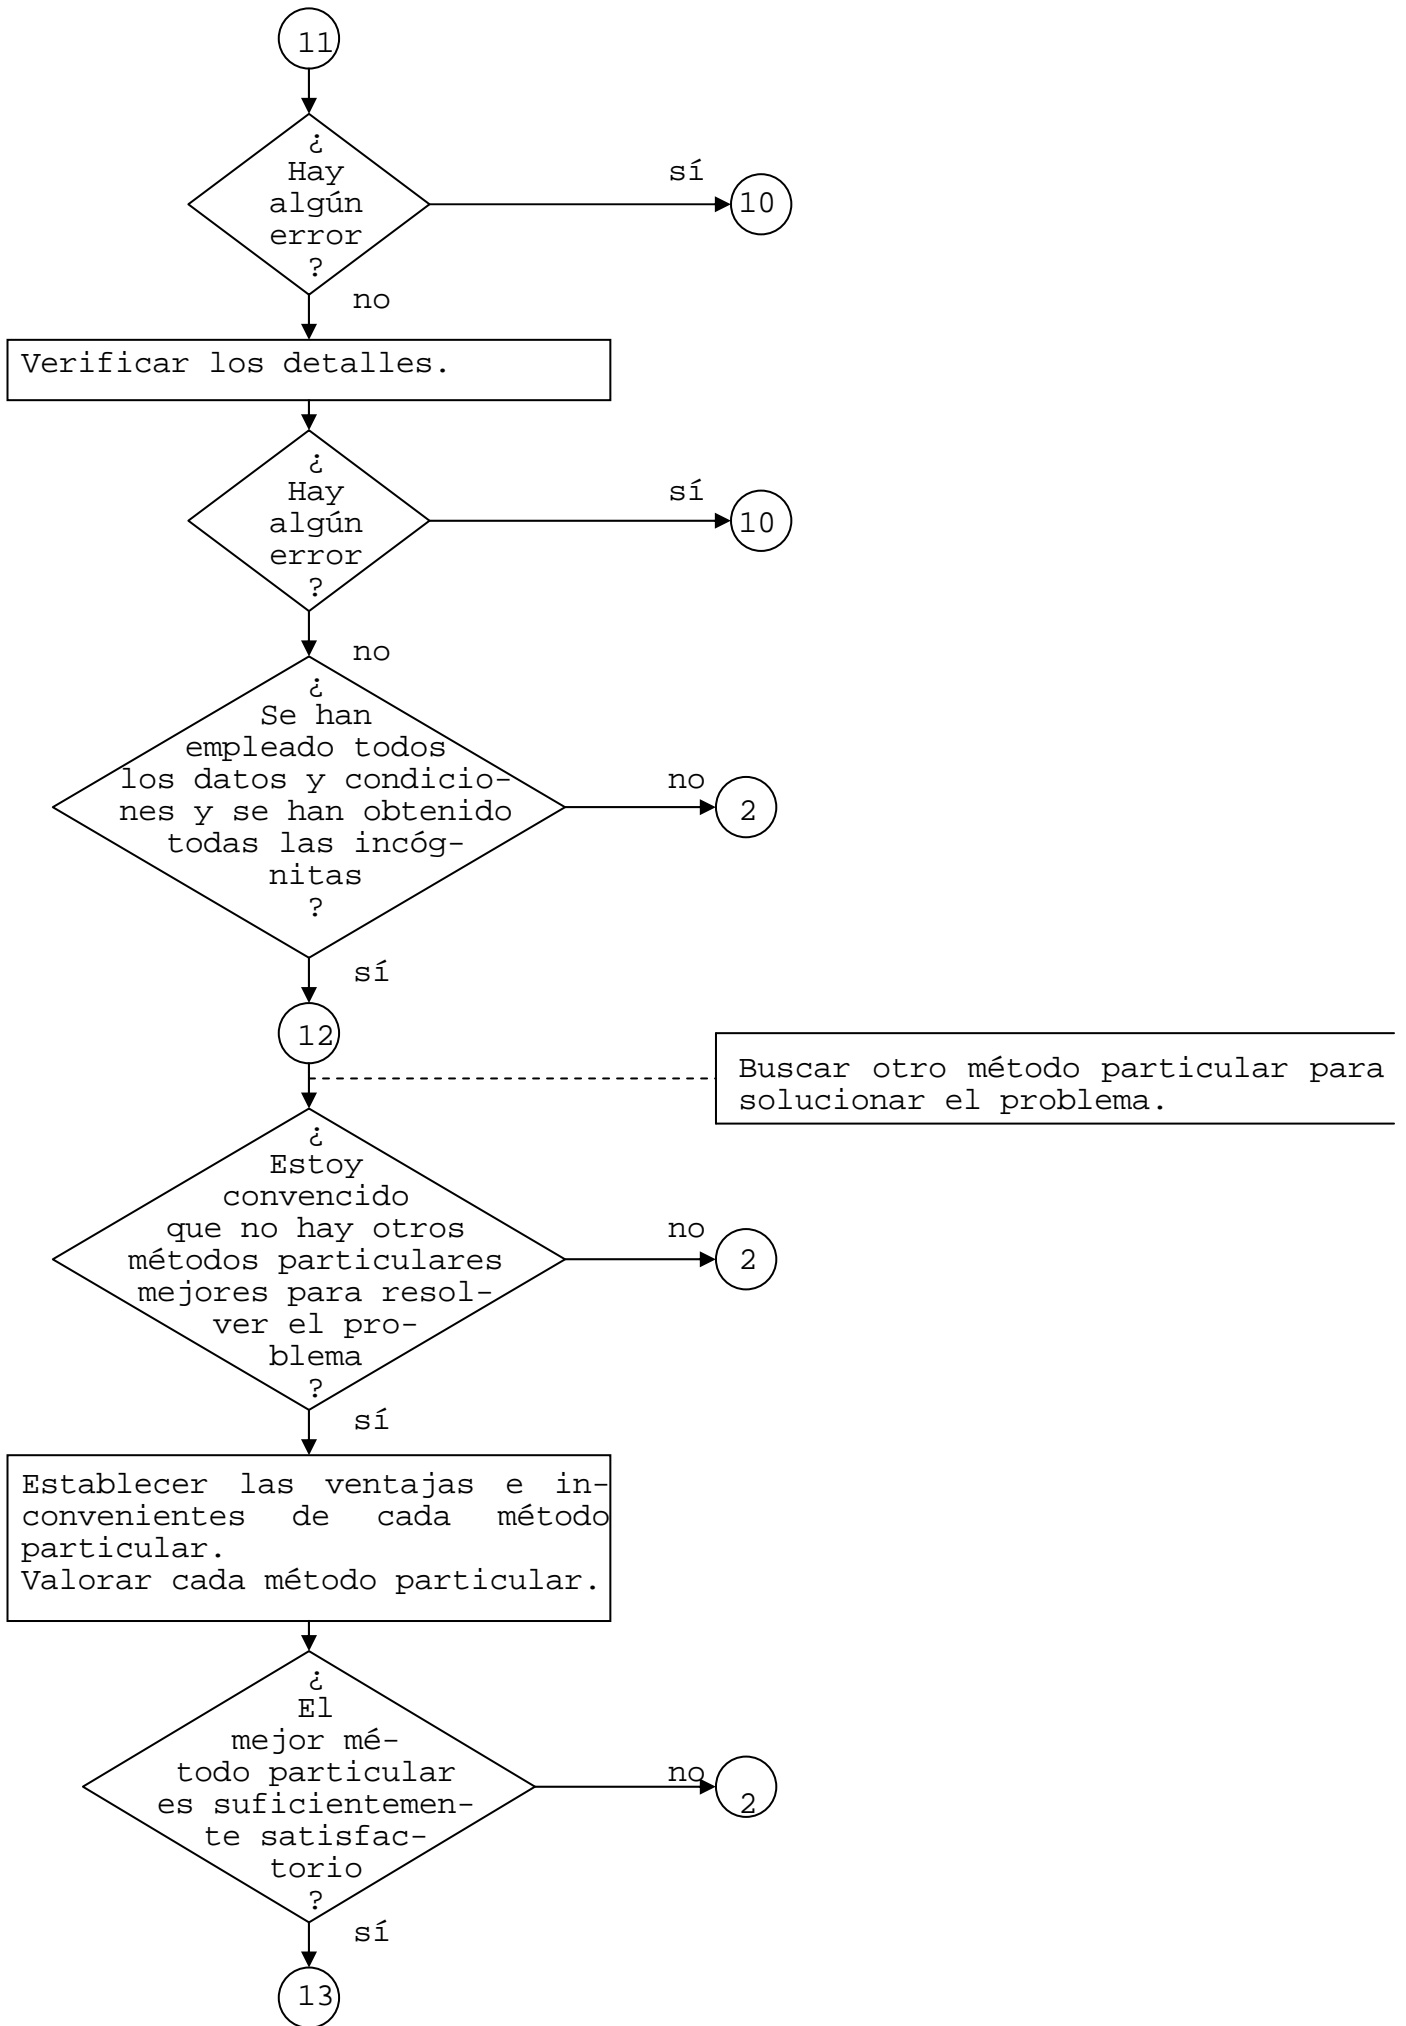 11
¿
Hay
algún
error
?
sí
10
no
Verificar los detalles.
¿
Hay
algún
error
?
sí
10
no
¿
Se han
empleado todos
los datos y condicio-
nes y se han obtenido
todas las incóg-
nitas
?
no
2
sí
12
Buscar otro método particular para
solucionar el problema.
¿
Estoy
convencido
que no hay otros
métodos particulares
mejores para resol-
ver el pro-
blema
?
no
2
sí
Establecer las ventajas e in-
convenientes de cada método
particular.
Valorar cada método particular.
¿
El
mejor mé-
todo particular
es suficientemen-
te satisfac-
torio
?
no
2
sí
13